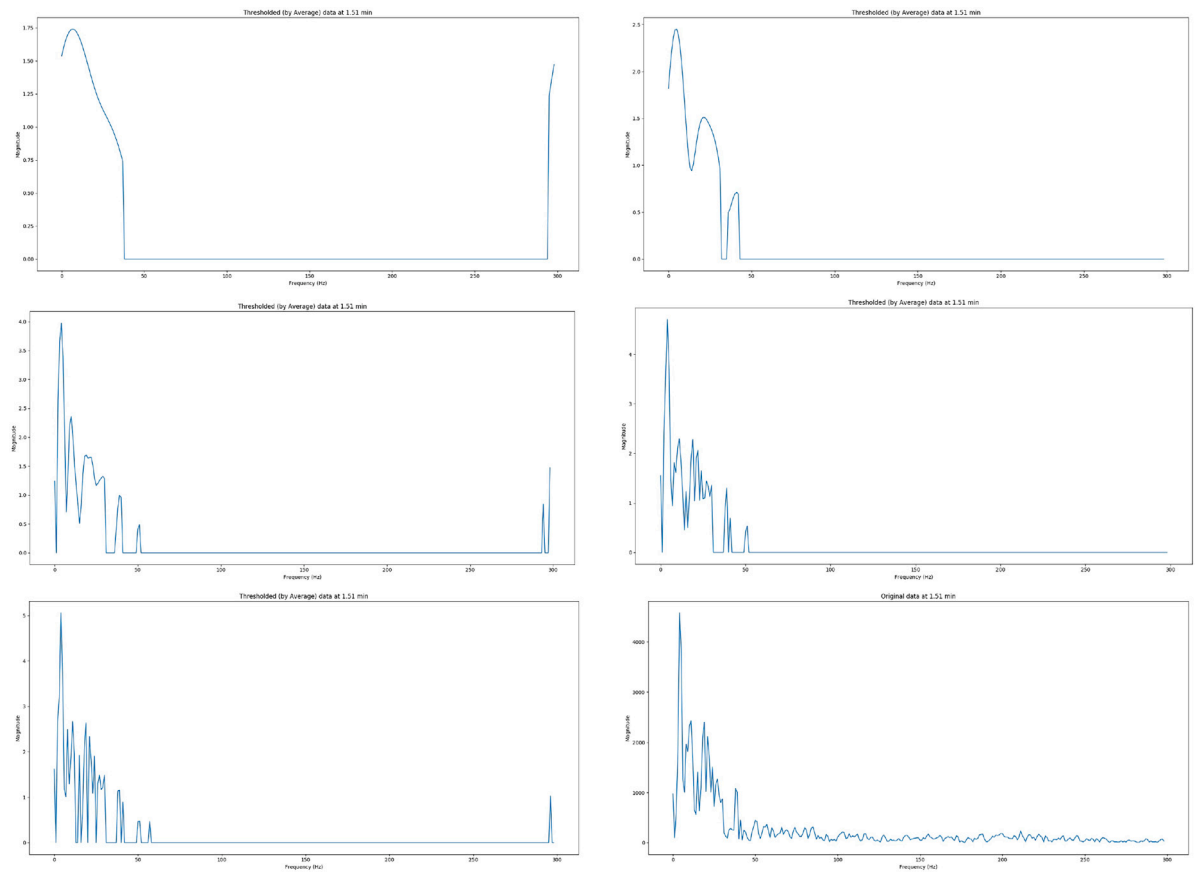 Thresholded (by Average) data at 1.51 min
Magnitude
1.75
1.50
1.25
1.00
0.75
0.50
0.25
0.00
0 50 100 150 200 250 300
Frequency (Hz)
Thresholded (by Average) data at 1.51 min
Magnitude
2.5
2.0
1.5
1.0
0.5
0.0
0 50 100 150 200 250 300
Frequency (Hz)
Thresholded (by Average) data at 1.51 min
Magnitude
4.0
3.5
3.0
2.5
2.0
1.5
1.0
0.5
0.0
0 50 100 150 200 250 300
Frequency (Hz)
Thresholded (by Average) data at 1.51 min
Magnitude
4
3
2
1
0
0 50 100 150 200 250 300
Frequency (Hz)
Thresholded (by Average) data at 1.51 min
Magnitude
5
4
3
2
1
0
0 50 100 150 200 250 300
Frequency (Hz)
Original data at 1.51 min
Magnitude
4000
3000
2000
1000
0
0 50 100 150 200 250 300
Frequency (Hz)